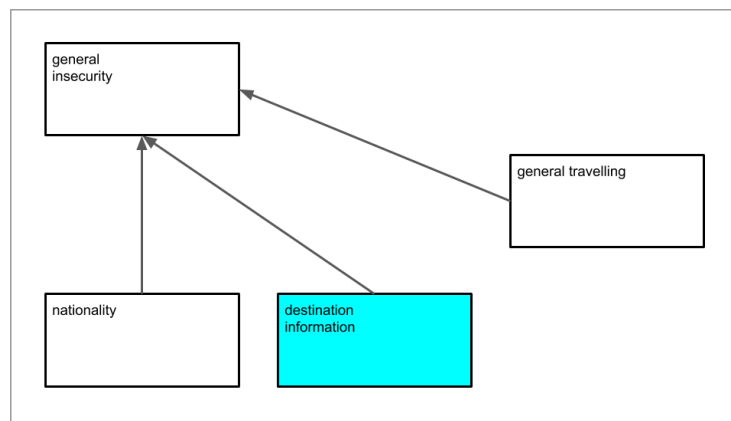 general
insecurity
general travelling
nationality
destination
information